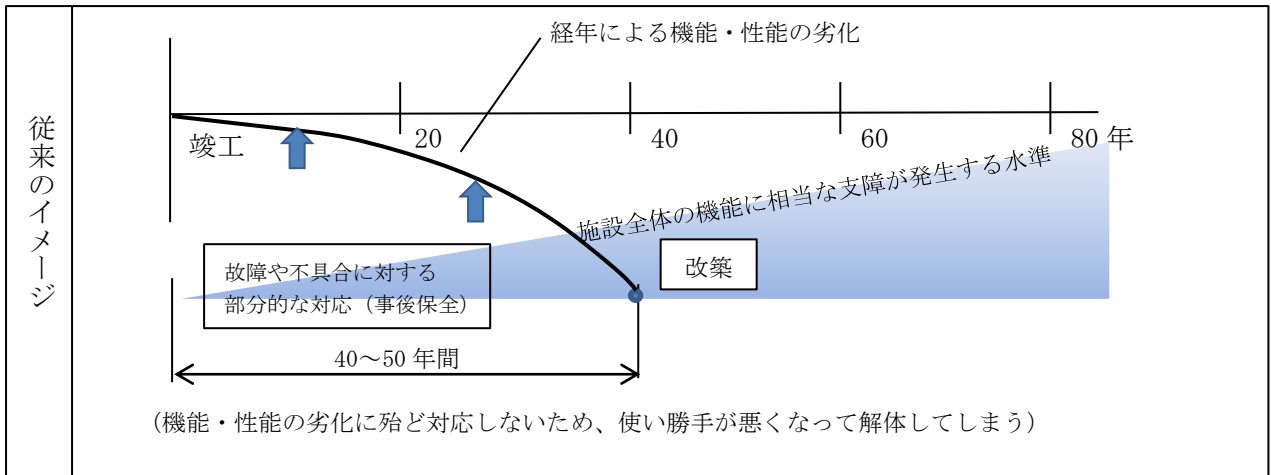 従来のイメージ
経年による機能・性能の劣化
竣工
20
40
60
80 年
施設全体の機能に相当な支障が発生する水準
改築
故障や不具合に対する
部分的な対応（事後保全）
40～50 年間
（機能・性能の劣化に殆ど対応しないため、使い勝手が悪くなって解体してしまう）